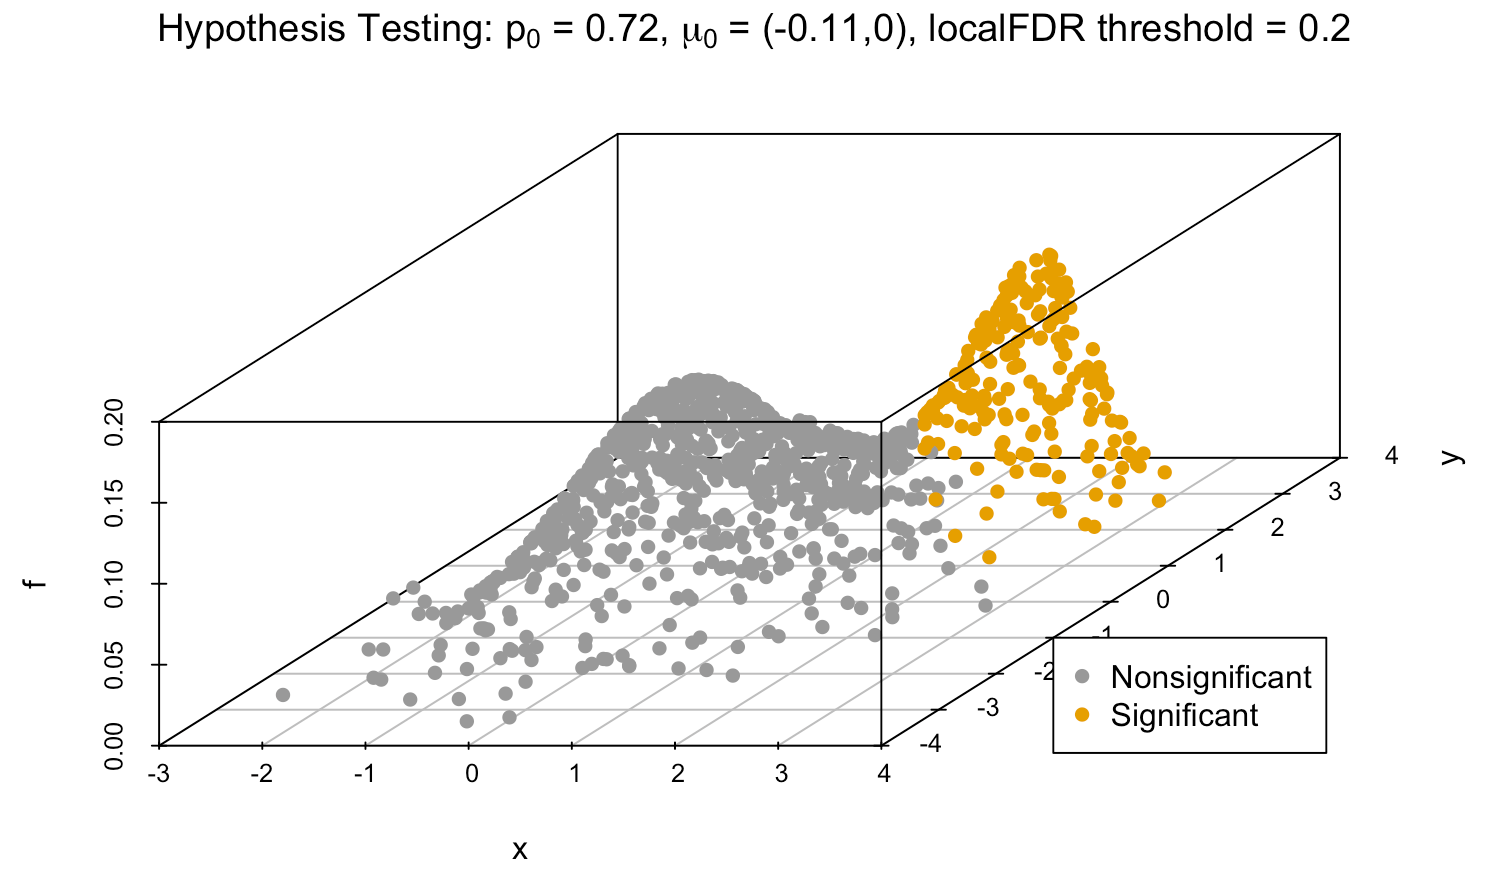 Hypothesis Testing: p₀ = 0.72, μ₀ = (-0.11,0), localFDR threshold = 0.2
f
0.20
0.15
0.10
0.05
0.00
-3 -2 -1 0 1 2 3 4
x
4
3
2
1
0
-1
-2
-3
-4
y
Nonsignificant
Significant